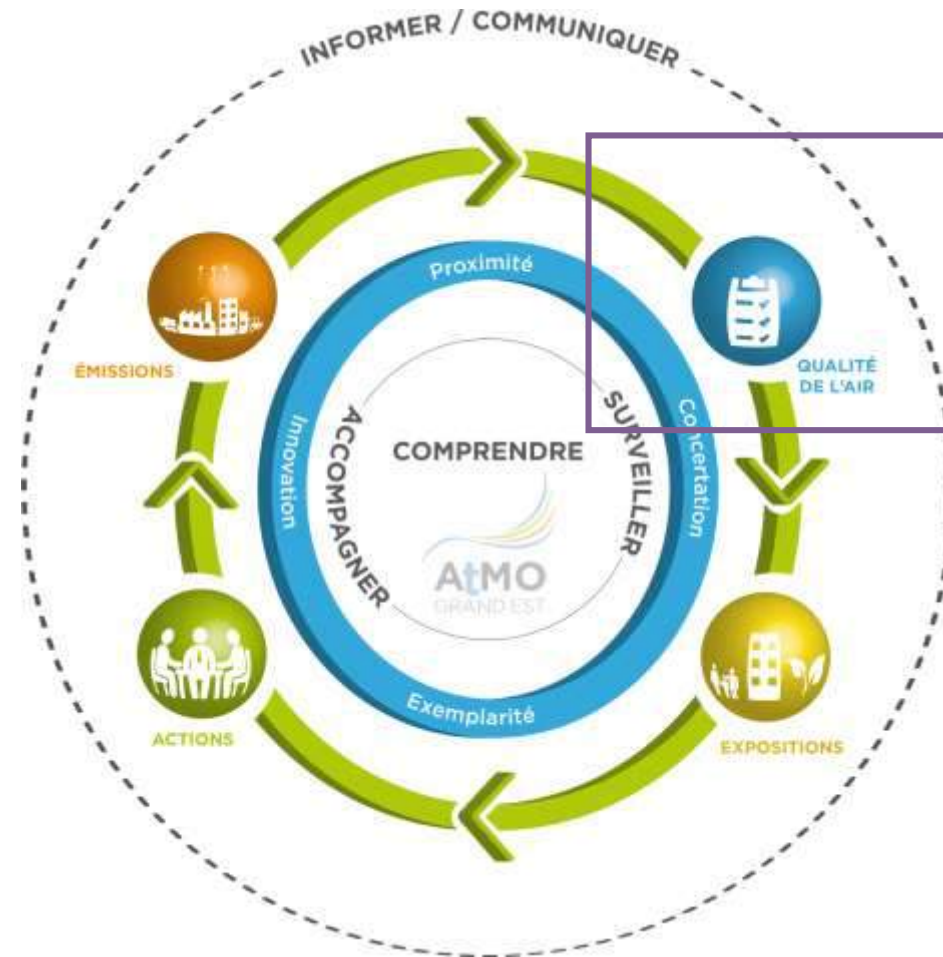 INFORMER / COMMUNIQUER
Proximité
ÉMISSIONS
QUALITÉ
DE L'AIR
Innovation
ACCOMPAGNER
COMPRENDRE
SURVEILLER
Concertation
AtMO
GRAND EST
Exemplarité
ACTIONS
EXPOSITIONS